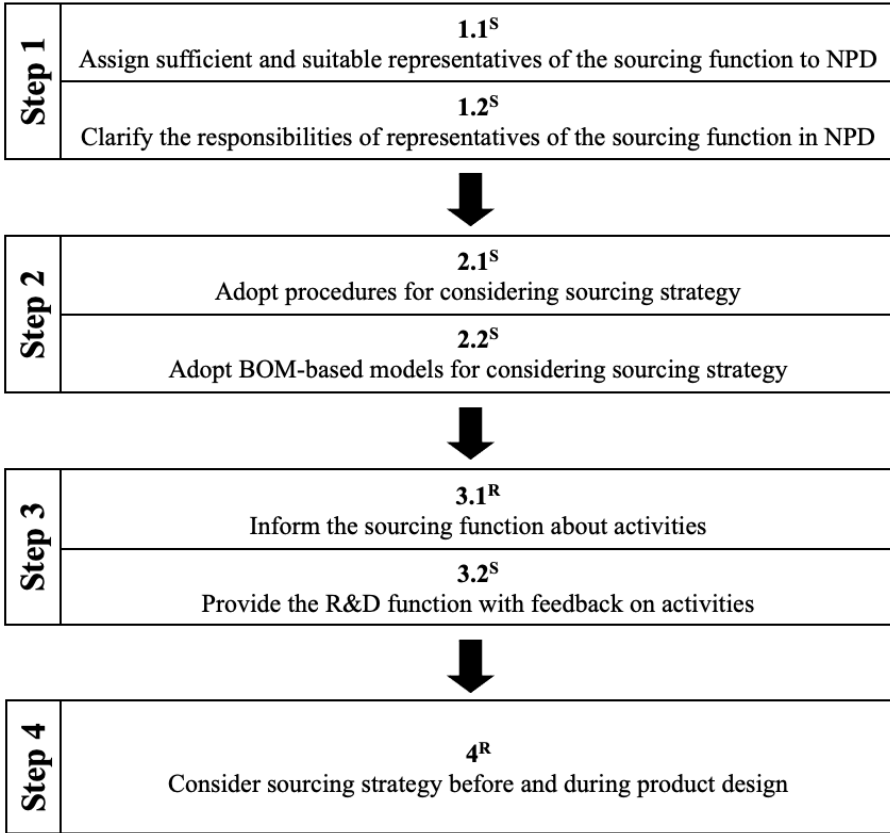 Step 1
1.1ˢ
Assign sufficient and suitable representatives of the sourcing function to NPD
1.2ˢ
Clarify the responsibilities of representatives of the sourcing function in NPD
Step 2
2.1ˢ
Adopt procedures for considering sourcing strategy
2.2ˢ
Adopt BOM-based models for considering sourcing strategy
Step 3
3.1ᴿ
Inform the sourcing function about activities
3.2ˢ
Provide the R&D function with feedback on activities
Step 4
4ᴿ
Consider sourcing strategy before and during product design